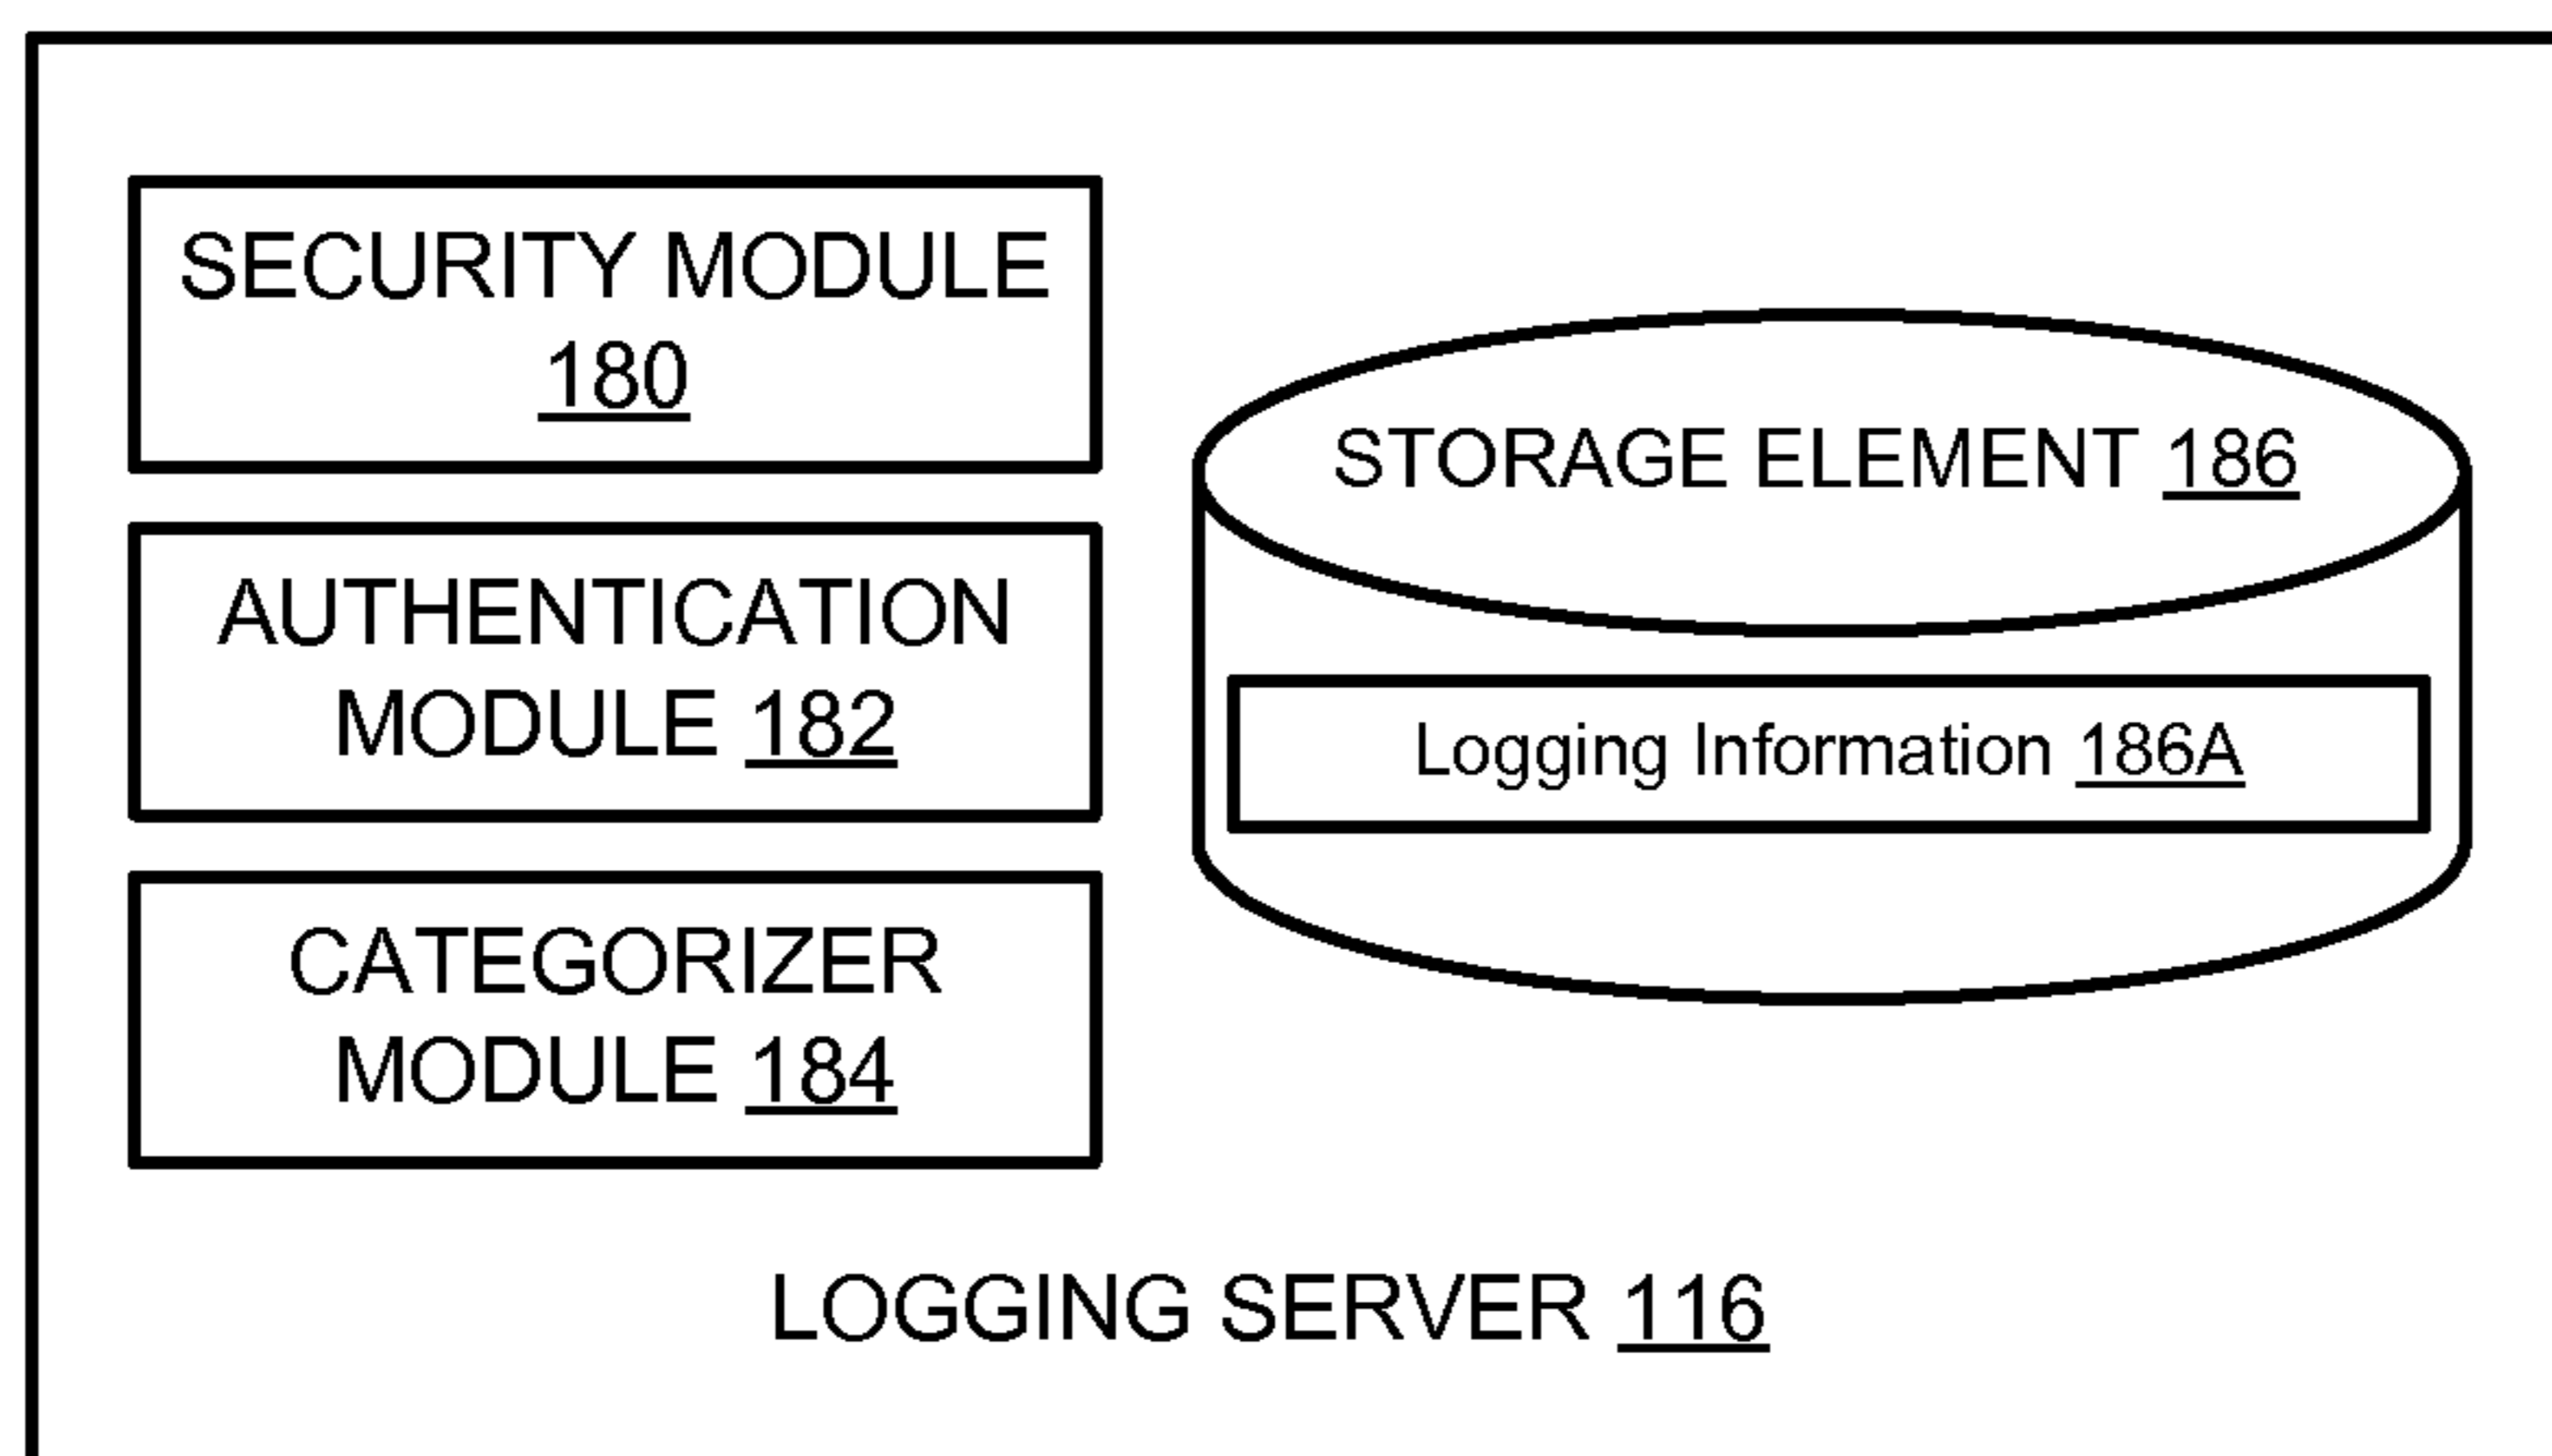 SECURITY MODULE
180
AUTHENTICATION
MODULE 182
CATEGORIZER
MODULE 184
STORAGE ELEMENT 186
Logging Information 186A
LOGGING SERVER 116